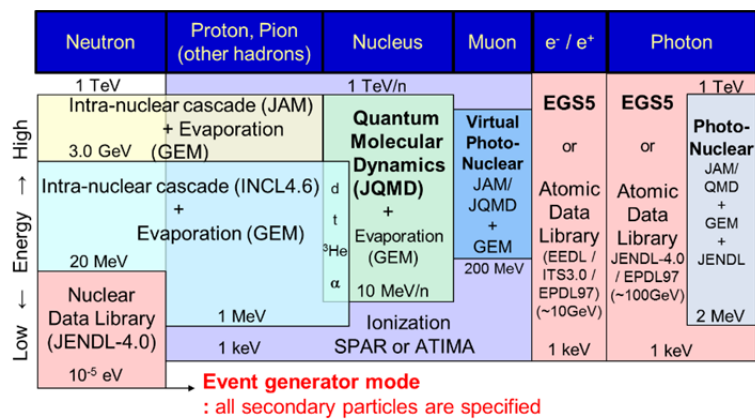 Neutron
Proton, Pion
(other hadrons)
Nucleus
Muon
e⁻ / e⁺
Photon
Low ← Energy → High
1 TeV
1 TeV/n
1 TeV
Intra-nuclear cascade (JAM)
+ Evaporation
(GEM)
3.0 GeV
Intra-nuclear cascade (INCL4.6)
+
Evaporation (GEM)
20 MeV
1 MeV
d
t
³He
α
Quantum
Molecular
Dynamics
(JQMD)
+
Evaporation
(GEM)
10 MeV/n
Virtual
Photo-
Nuclear
JAM/
JQMD
+
GEM
200 MeV
EGS5
or
Atomic
Data
Library
(EEDL /
ITS3.0 /
EPDL97)
(~10GeV)
1 keV
EGS5
or
Atomic
Data
Library
JENDL-4.0
/ EPDL97
(~100GeV)
1 keV
Photo-
Nuclear
JAM/
QMD
+
GEM
+
JENDL
2 MeV
Nuclear
Data Library
(JENDL-4.0)
10⁻⁵ eV
Ionization
SPAR or ATIMA
1 keV
Event generator mode
: all secondary particles are specified